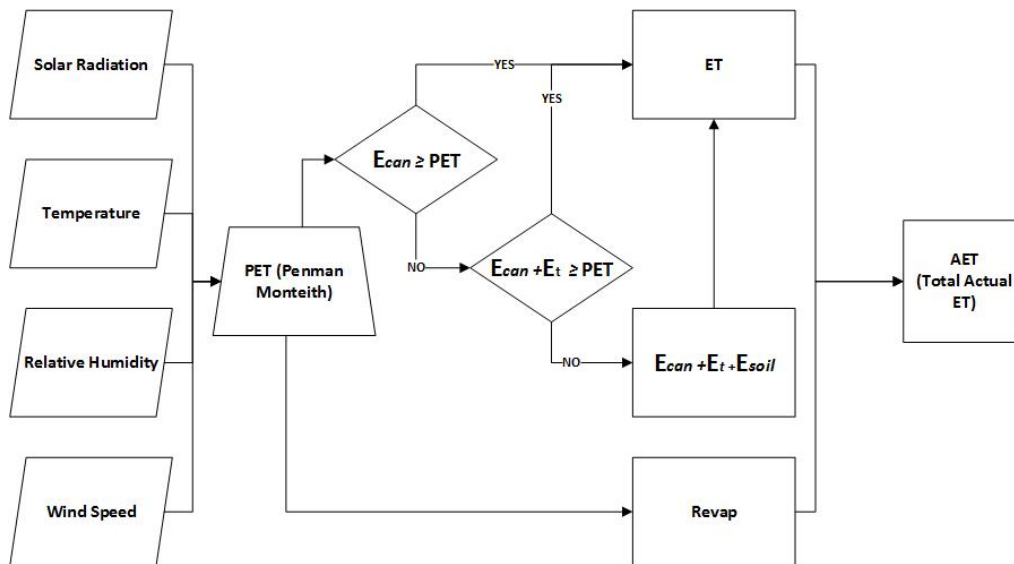 Solar Radiation
Temperature
Relative Humidity
Wind Speed
PET (Penman
Monteith)
Ecan ≥ PET
YES
NO
Ecan +Et ≥ PET
YES
NO
Ecan +Et +Esoil
ET
Revap
AET
(Total Actual
ET)